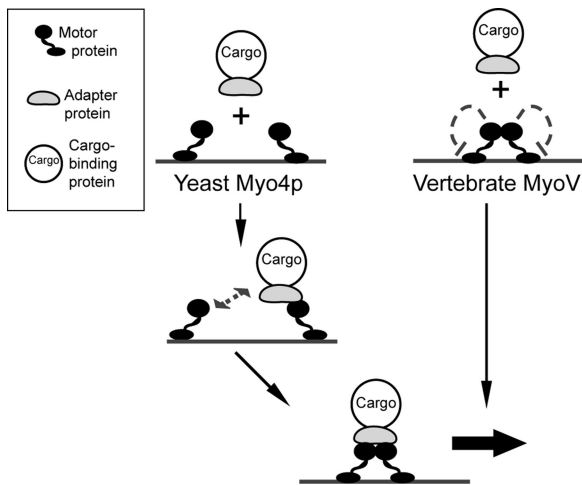 Motor
protein
Adapter
protein
Cargo
Cargo-
binding
protein
Cargo
+
Yeast Myo4p
Cargo
+
Vertebrate MyoV
Cargo
Cargo